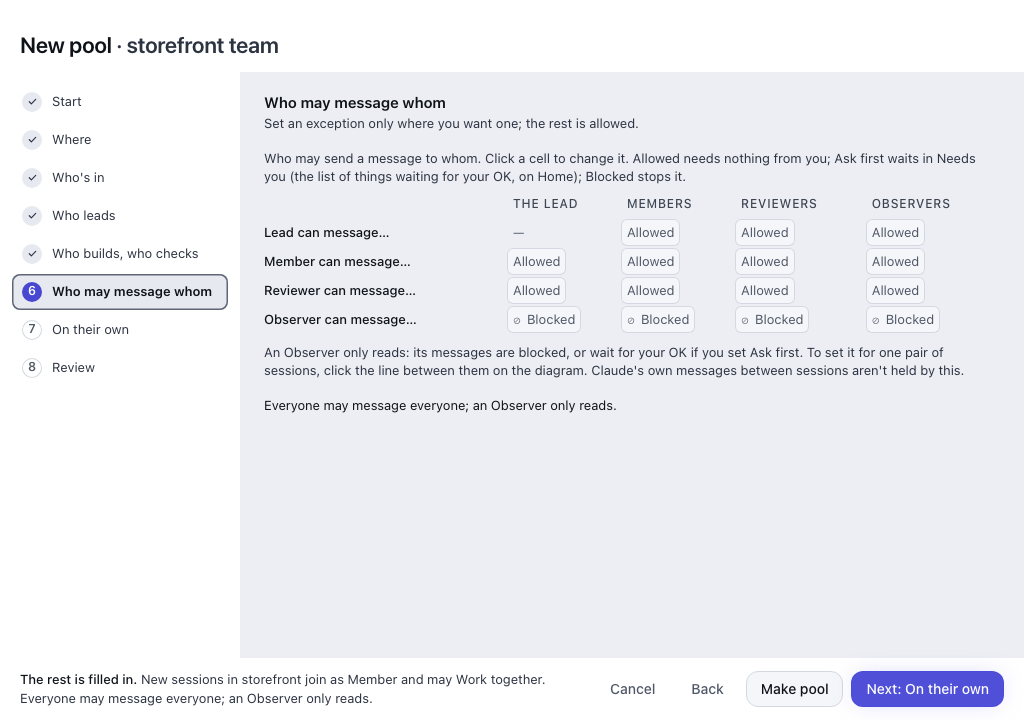 New pool · storefront team
Start
Where
Who's in
Who leads
Who builds, who checks
6 Who may message whom
7 On their own
8 Review
Who may message whom
Set an exception only where you want one; the rest is allowed.
Who may send a message to whom. Click a cell to change it. Allowed needs nothing from you; Ask first waits in Needs
you (the list of things waiting for your OK, on Home); Blocked stops it.
THE LEAD MEMBERS REVIEWERS OBSERVERS
Lead can message... — Allowed Allowed Allowed
Member can message... Allowed Allowed Allowed Allowed
Reviewer can message... Allowed Allowed Allowed Allowed
Observer can message... Blocked Blocked Blocked Blocked
An Observer only reads: its messages are blocked, or wait for your OK if you set Ask first. To set it for one pair of
sessions, click the line between them on the diagram. Claude's own messages between sessions aren't held by this.
Everyone may message everyone; an Observer only reads.
The rest is filled in. New sessions in storefront join as Member and may Work together.
Everyone may message everyone; an Observer only reads.
Cancel Back Make pool Next: On their own